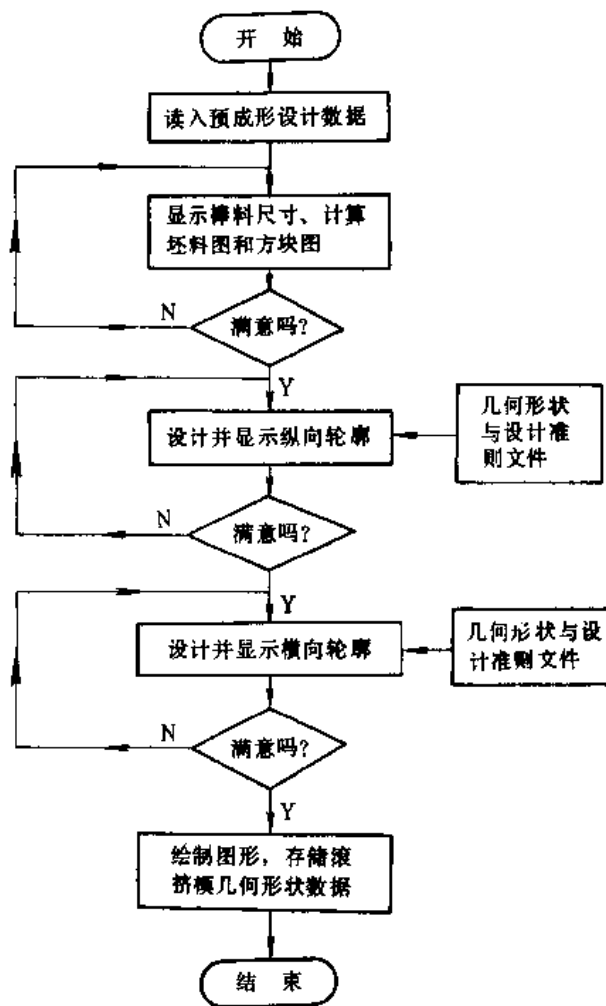 开 始
读入预成形设计数据
显示棒料尺寸、计算
坯料图和方块图
N
满意吗?
Y
设计并显示纵向轮廓
几何形状
与设计准
则文件
N
满意吗?
Y
设计并显示横向轮廓
几何形状与设
计准则文件
N
满意吗?
Y
绘制图形，存储滚
挤模几何形状数据
结 束